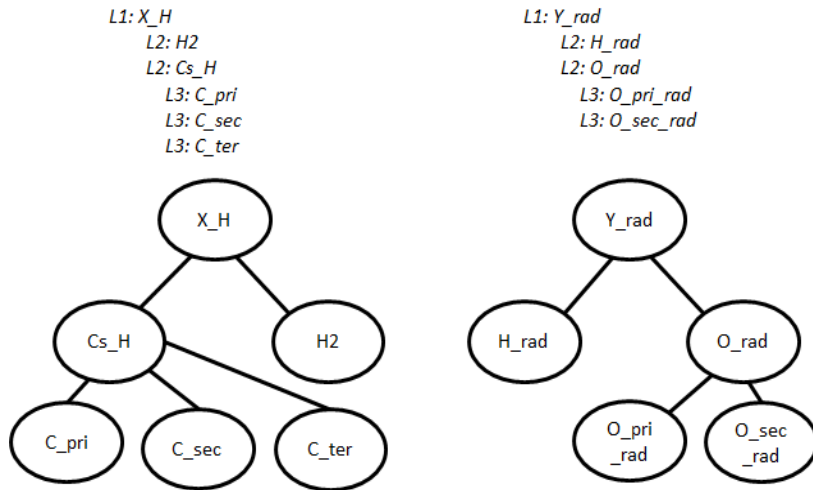 L1: X_H
L2: H2
L2: Cs_H
L3: C_pri
L3: C_sec
L3: C_ter
L1: Y_rad
L2: H_rad
L2: O_rad
L3: O_pri_rad
L3: O_sec_rad
X_H
Cs_H
H2
C_pri
C_sec
C_ter
Y_rad
H_rad
O_rad
O_pri
_rad
O_sec
_rad